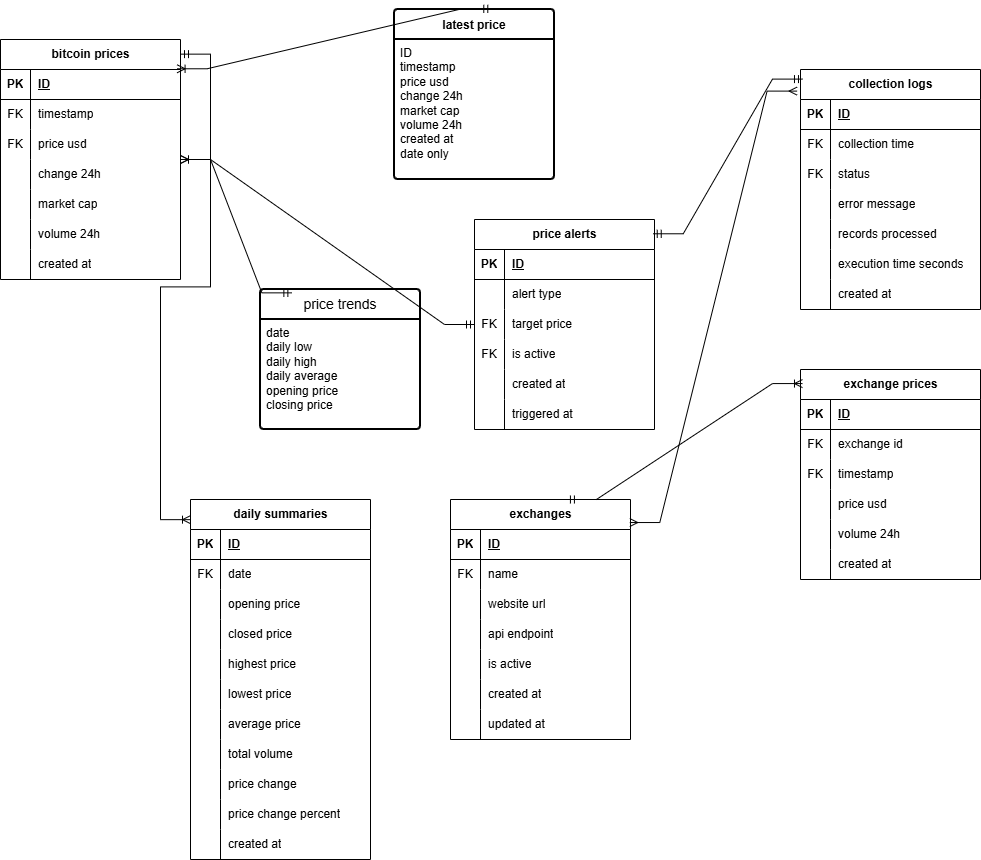 latest price
ID
timestamp
price usd
change 24h
market cap
volume 24h
created at
date only
bitcoin prices
PK ID
FK timestamp
FK price usd
change 24h
market cap
volume 24h
created at
collection logs
PK ID
FK collection time
FK status
error message
records processed
execution time seconds
created at
price alerts
PK ID
alert type
FK target price
FK is active
created at
triggered at
price trends
date
daily low
daily high
daily average
opening price
closing price
exchange prices
PK ID
FK exchange id
FK timestamp
price usd
volume 24h
created at
daily summaries
PK ID
FK date
opening price
closed price
highest price
lowest price
average price
total volume
price change
price change percent
created at
exchanges
PK ID
FK name
website url
api endpoint
is active
created at
updated at